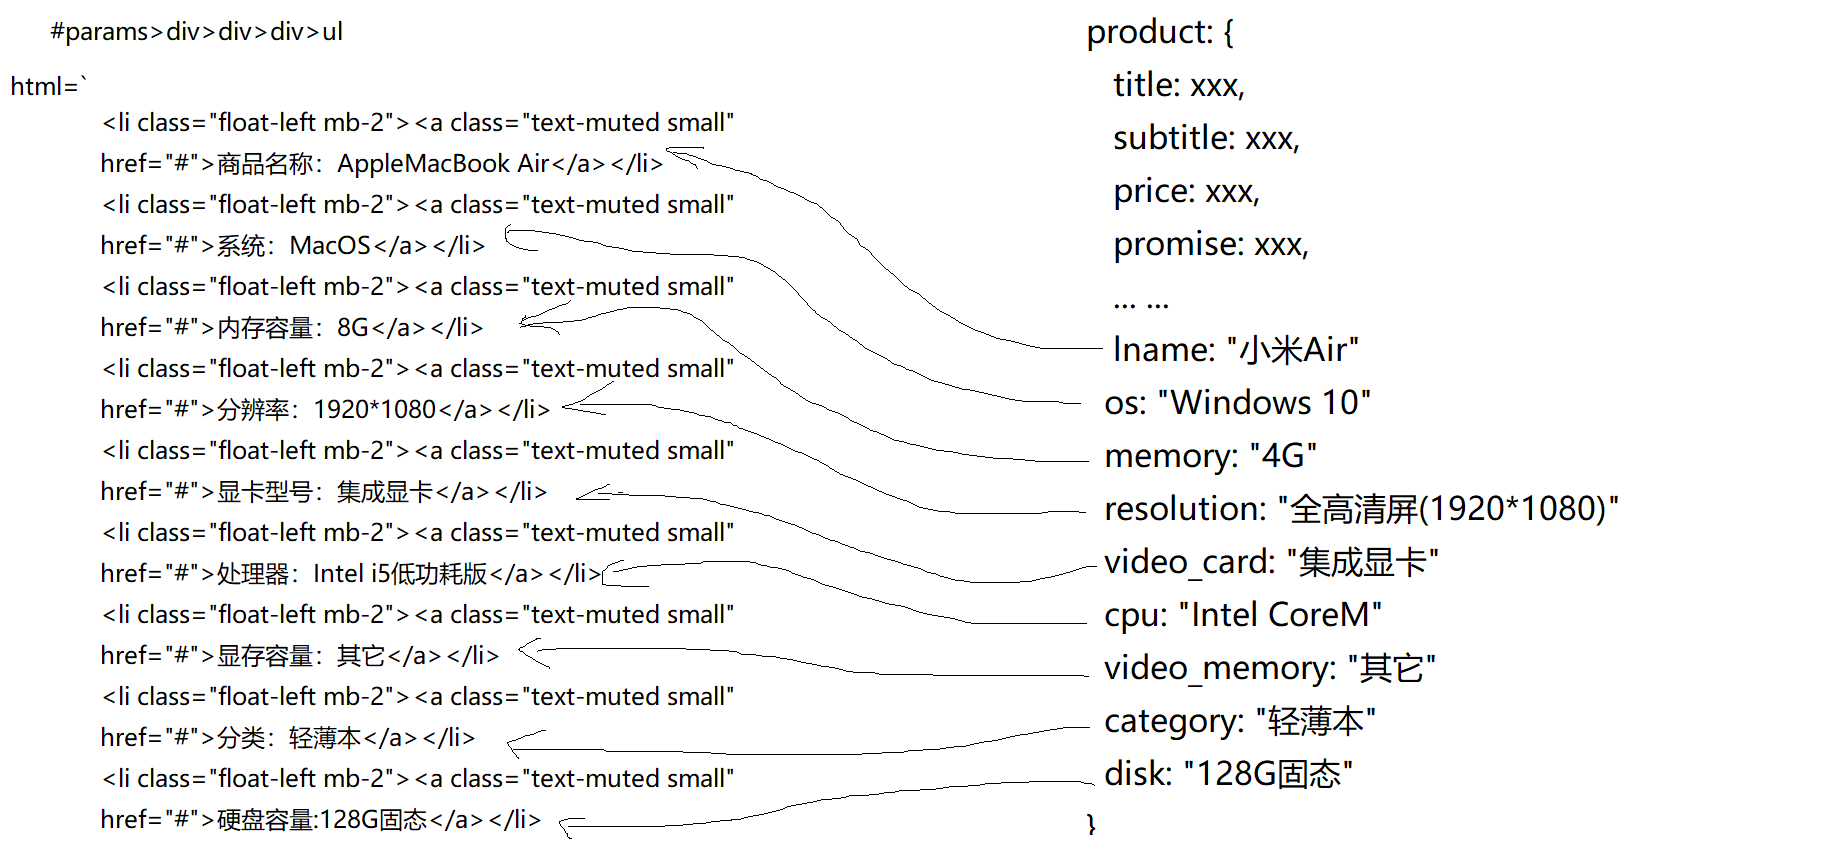 #params>div>div>div>ul
html=`
<li class="float-left mb-2"><a class="text-muted small"
href="#">商品名称：AppleMacBook Air</a></li>
<li class="float-left mb-2"><a class="text-muted small"
href="#">系统：MacOS</a></li>
<li class="float-left mb-2"><a class="text-muted small"
href="#">内存容量：8G</a></li>
<li class="float-left mb-2"><a class="text-muted small"
href="#">分辨率：1920*1080</a></li>
<li class="float-left mb-2"><a class="text-muted small"
href="#">显卡型号：集成显卡</a></li>
<li class="float-left mb-2"><a class="text-muted small"
href="#">处理器：Intel i5低功耗版</a></li>
<li class="float-left mb-2"><a class="text-muted small"
href="#">显存容量：其它</a></li>
<li class="float-left mb-2"><a class="text-muted small"
href="#">分类：轻薄本</a></li>
<li class="float-left mb-2"><a class="text-muted small"
href="#">硬盘容量:128G固态</a></li>
product: {
title: xxx,
subtitle: xxx,
price: xxx,
promise: xxx,
... ...
lname: "小米Air"
os: "Windows 10"
memory: "4G"
resolution: "全高清屏(1920*1080)"
video_card: "集成显卡"
cpu: "Intel CoreM"
video_memory: "其它"
category: "轻薄本"
disk: "128G固态"
}